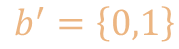 b′ = {0,1}